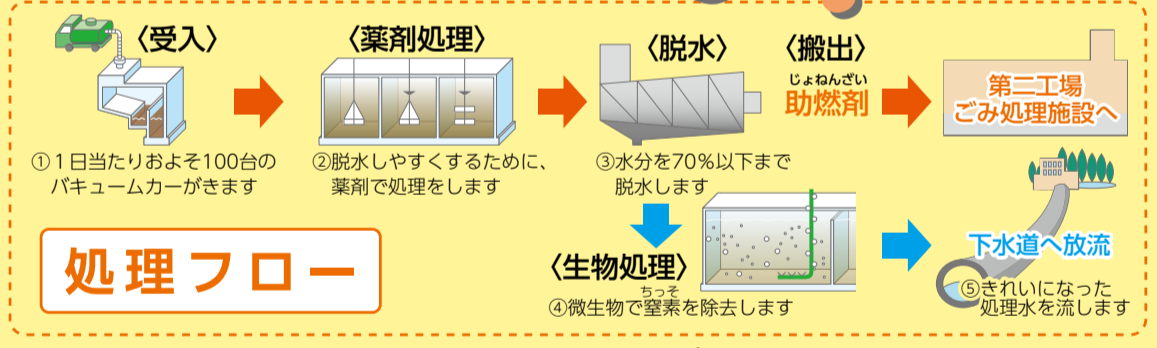 〈受入〉
①1日当たりおよそ100台の
バキュームカーがきます
〈薬剤処理〉
②脱水しやすくするために、
薬剤で処理をします
〈脱水〉
③水分を70%以下まで
脱水します
〈搬出〉
じょねんざい
助燃剤
第二工場
ごみ処理施設へ
処理フロー
〈生物処理〉
ちっそ
④微生物で窒素を除去します
下水道へ放流
⑤きれいになった
処理水を流します